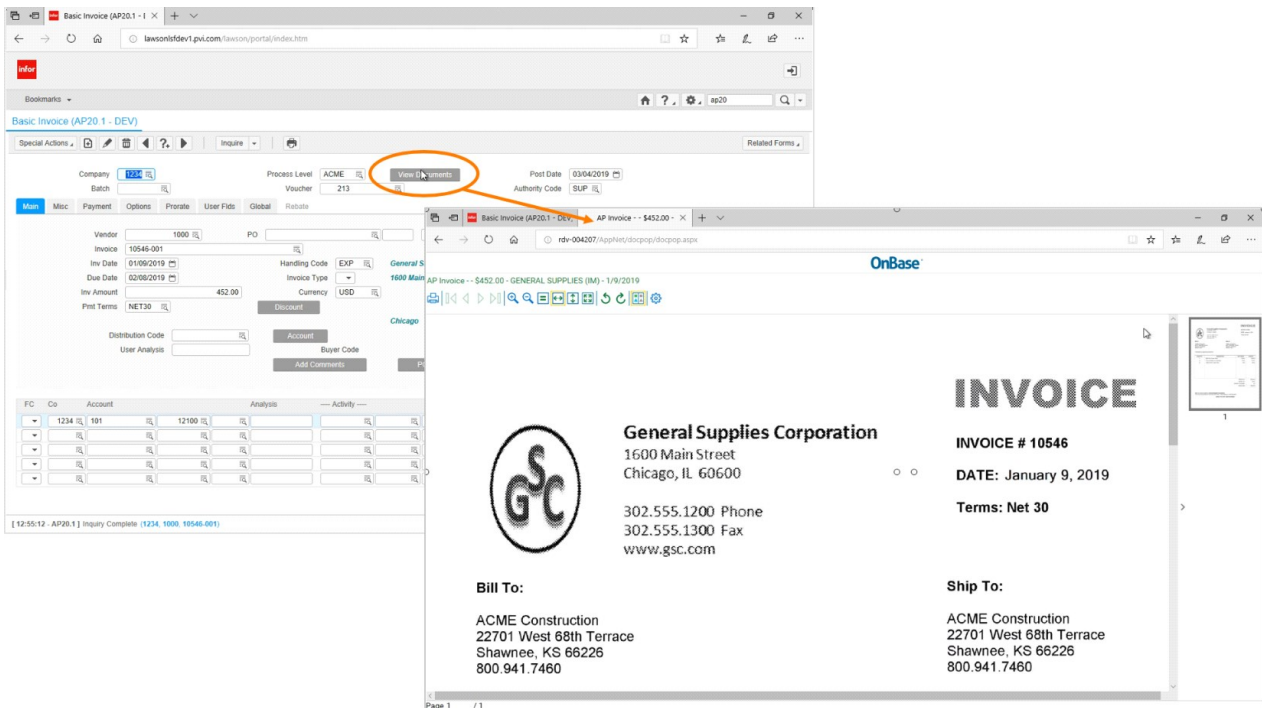 Basic Invoice (AP20.1 - I
lawsonlsfdev1.pvi.com/lawson/portal/index.htm
infor
Bookmarks
ap20
Basic Invoice (AP20 1 - DEV)
Special Actions
Inquire
Related Forms
Company 1234 Process Level ACME View Documents Post Date 03/04/2019
Batch Voucher 213 Authority Code SUP
Main Misc Payment Options Prorate User Flds Global Rebate
Vendor 1000 PO
Invoice 10546-001
Inv Date 01/09/2019 Handling Code EXP General S
Due Date 02/08/2019 Invoice Type 1600 Main
Inv Amount 452.00 Currency USD
Pmt Terms NET30 Discount
Chicago
Distribution Code Account
User Analysis Buyer Code
Add Comments
FC Co Account Analysis ---- Activity ----
1234 101 12100
[ 12:55:12 - AP20.1 ] Inquiry Complete (1234, 1000, 10546-001)
Basic Invoice (AP20.1 - DEV,
AP Invoice - - $452.00 -
rdv-004207/AppNet/docpop/docpop.aspx
OnBase
AP Invoice - - $452.00 - GENERAL SUPPLIES (IM) - 1/9/2019
INVOICE
GSC
General Supplies Corporation
1600 Main Street
Chicago, IL 60600
302.555.1200 Phone
302.555.1300 Fax
www.gsc.com
INVOICE # 10546
DATE: January 9, 2019
Terms: Net 30
Bill To:
ACME Construction
22701 West 68th Terrace
Shawnee, KS 66226
800.941.7460
Ship To:
ACME Construction
22701 West 68th Terrace
Shawnee, KS 66226
800.941.7460
1
Page 1 / 1